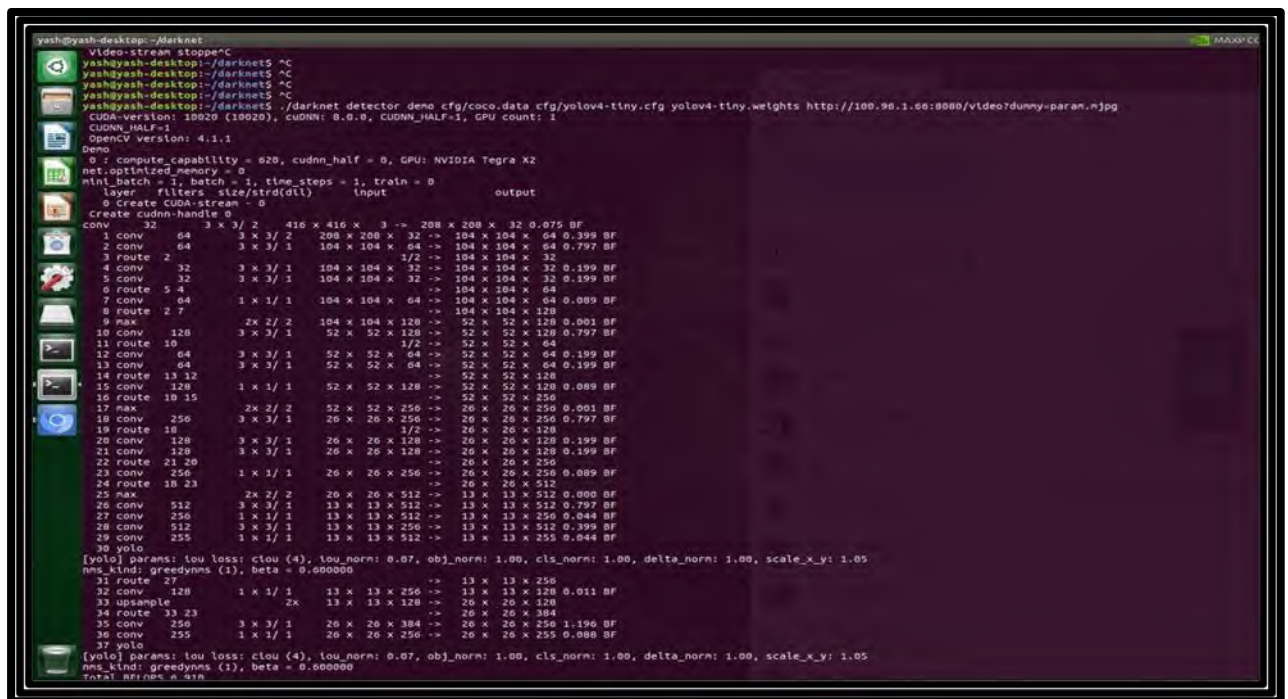 yash@yash-desktop: ~/darknet
MAXP CC
Video-stream stoppe^C
yash@yash-desktop:~/darknet$ ^C
yash@yash-desktop:~/darknet$ ^C
yash@yash-desktop:~/darknet$ ^C
yash@yash-desktop:~/darknet$ ./darknet detector demo cfg/coco.data cfg/yolov4-tiny.cfg yolov4-tiny.weights http://100.96.1.66:8080/video?dummy=param.mjpg
CUDA-version: 10020 (10020), cuDNN: 8.0.0, CUDNN_HALF=1, GPU count: 1
CUDNN_HALF=1
OpenCV version: 4.1.1
Demo
0 : compute_capability = 620, cudnn_half = 0, GPU: NVIDIA Tegra X2
net.optimized_memory = 0
mini_batch = 1, batch = 1, time_steps = 1, train = 0
layer filters size/strd(dil) input output
0 Create CUDA-stream - 0
Create cudnn-handle 0
conv 32 3 x 3/ 2 416 x 416 x 3 -> 208 x 208 x 32 0.075 BF
1 conv 64 3 x 3/ 2 208 x 208 x 32 -> 104 x 104 x 64 0.399 BF
2 conv 64 3 x 3/ 1 104 x 104 x 64 -> 104 x 104 x 64 0.797 BF
3 route 2 1/2 -> 104 x 104 x 32
4 conv 32 3 x 3/ 1 104 x 104 x 32 -> 104 x 104 x 32 0.199 BF
5 conv 32 3 x 3/ 1 104 x 104 x 32 -> 104 x 104 x 32 0.199 BF
6 route 5 4 -> 104 x 104 x 64
7 conv 64 1 x 1/ 1 104 x 104 x 64 -> 104 x 104 x 64 0.089 BF
8 route 2 7 -> 104 x 104 x 128
9 max 2x 2/ 2 104 x 104 x 128 -> 52 x 52 x 128 0.001 BF
10 conv 128 3 x 3/ 1 52 x 52 x 128 -> 52 x 52 x 128 0.797 BF
11 route 10 1/2 -> 52 x 52 x 64
12 conv 64 3 x 3/ 1 52 x 52 x 64 -> 52 x 52 x 64 0.199 BF
13 conv 64 3 x 3/ 1 52 x 52 x 64 -> 52 x 52 x 64 0.199 BF
14 route 13 12 -> 52 x 52 x 128
15 conv 128 1 x 1/ 1 52 x 52 x 128 -> 52 x 52 x 128 0.089 BF
16 route 10 15 -> 52 x 52 x 256
17 max 2x 2/ 2 52 x 52 x 256 -> 26 x 26 x 256 0.001 BF
18 conv 256 3 x 3/ 1 26 x 26 x 256 -> 26 x 26 x 256 0.797 BF
19 route 18 1/2 -> 26 x 26 x 128
20 conv 128 3 x 3/ 1 26 x 26 x 128 -> 26 x 26 x 128 0.199 BF
21 conv 128 3 x 3/ 1 26 x 26 x 128 -> 26 x 26 x 128 0.199 BF
22 route 21 20 -> 26 x 26 x 256
23 conv 256 1 x 1/ 1 26 x 26 x 256 -> 26 x 26 x 256 0.089 BF
24 route 18 23 -> 26 x 26 x 512
25 max 2x 2/ 2 26 x 26 x 512 -> 13 x 13 x 512 0.000 BF
26 conv 512 3 x 3/ 1 13 x 13 x 512 -> 13 x 13 x 512 0.797 BF
27 conv 256 1 x 1/ 1 13 x 13 x 512 -> 13 x 13 x 256 0.044 BF
28 conv 512 3 x 3/ 1 13 x 13 x 256 -> 13 x 13 x 512 0.399 BF
29 conv 255 1 x 1/ 1 13 x 13 x 512 -> 13 x 13 x 255 0.044 BF
30 yolo
[yolo] params: iou loss: ciou (4), iou_norm: 0.07, obj_norm: 1.00, cls_norm: 1.00, delta_norm: 1.00, scale_x_y: 1.05
nms_kind: greedynms (1), beta = 0.600000
31 route 27 -> 13 x 13 x 256
32 conv 128 1 x 1/ 1 13 x 13 x 256 -> 13 x 13 x 128 0.011 BF
33 upsample 2x 13 x 13 x 128 -> 26 x 26 x 128
34 route 33 23 -> 26 x 26 x 384
35 conv 256 3 x 3/ 1 26 x 26 x 384 -> 26 x 26 x 256 1.196 BF
36 conv 255 1 x 1/ 1 26 x 26 x 256 -> 26 x 26 x 255 0.088 BF
37 yolo
[yolo] params: iou loss: ciou (4), iou_norm: 0.07, obj_norm: 1.00, cls_norm: 1.00, delta_norm: 1.00, scale_x_y: 1.05
nms_kind: greedynms (1), beta = 0.600000
Total BFLOPS 6.910